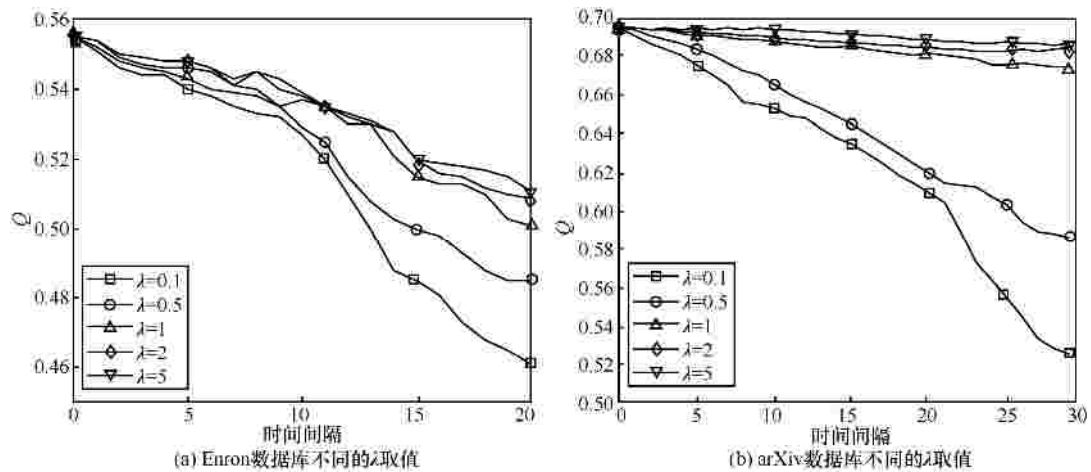 0.56
0.54
0.52
0.50
0.48
0.46
Q
λ=0.1
λ=0.5
λ=1
λ=2
λ=5
0 5 10 15 20
时间间隔
(a) Enron数据库不同的λ取值
0.70
0.68
0.66
0.64
0.62
0.60
0.58
0.56
0.54
0.52
0.50
Q
λ=0.1
λ=0.5
λ=1
λ=2
λ=5
0 5 10 15 20 25 30
时间间隔
(b) arXiv数据库不同的λ取值